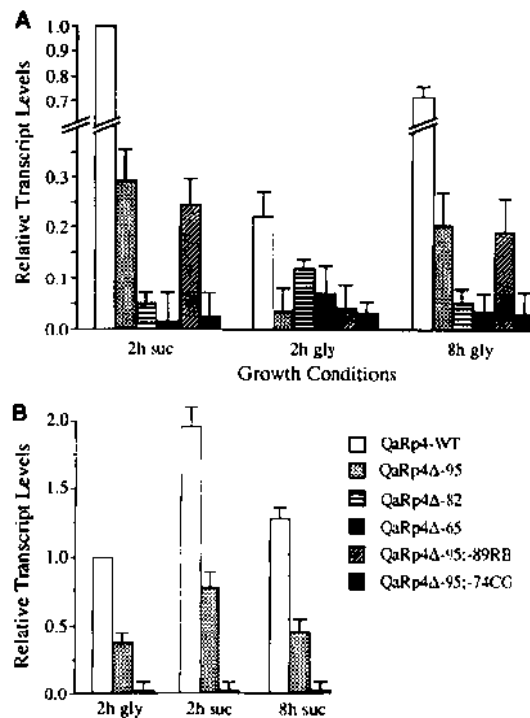 A
Relative Transcript Levels
1.0
0.9
0.7
0.3
0.2
0.1
0.0
2h suc
2h gly
8h gly
Growth Conditions
B
Relative Transcript Levels
2.0
1.5
1.0
0.5
0.0
2h gly
2h suc
8h suc
QaRp4-WT
QaRp4Δ-95
QaRp4Δ-82
QaRp4Δ-65
QaRp4Δ-95;-89RB
QaRp4Δ-95;-74CG